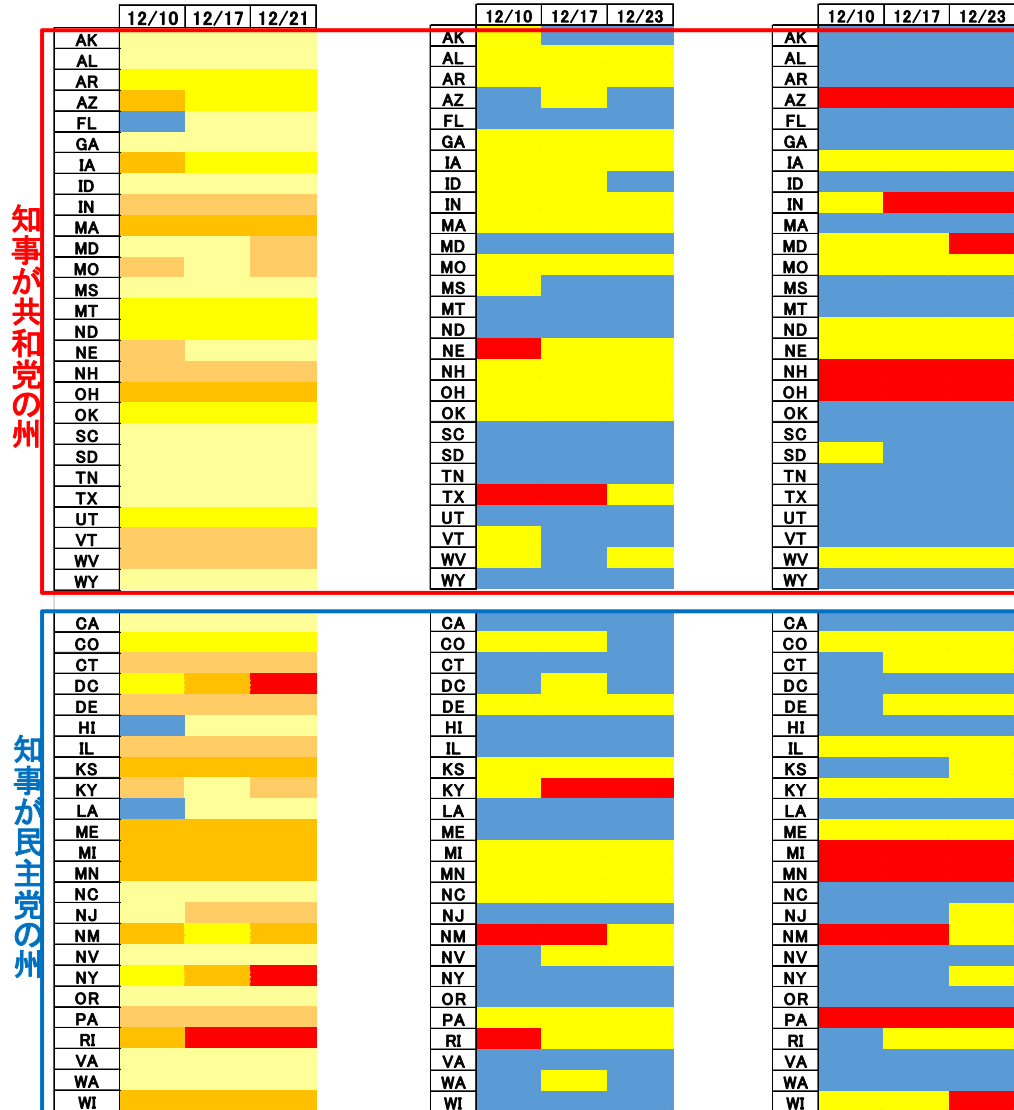 12/10 12/17 12/21 12/10 12/17 12/23 12/10 12/17 12/23
知事が共和党の州
AK AK AK
AL AL AL
AR AR AR
AZ AZ AZ
FL FL FL
GA GA GA
IA IA IA
ID ID ID
IN IN IN
MA MA MA
MD MD MD
MO MO MO
MS MS MS
MT MT MT
ND ND ND
NE NE NE
NH NH NH
OH OH OH
OK OK OK
SC SC SC
SD SD SD
TN TN TN
TX TX TX
UT UT UT
VT VT VT
WV WV WV
WY WY WY
知事が民主党の州
CA CA CA
CO CO CO
CT CT CT
DC DC DC
DE DE DE
HI HI HI
IL IL IL
KS KS KS
KY KY KY
LA LA LA
ME ME ME
MI MI MI
MN MN MN
NC NC NC
NJ NJ NJ
NM NM NM
NV NV NV
NY NY NY
OR OR OR
PA PA PA
RI RI RI
VA VA VA
WA WA WA
WI WI WI